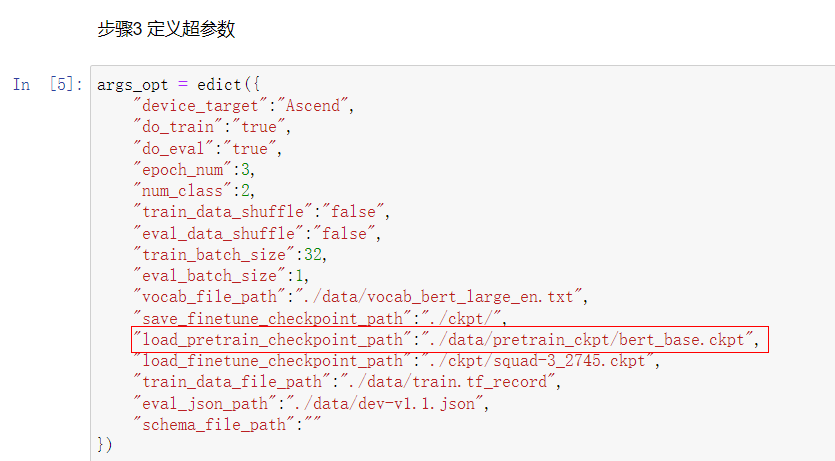 步骤3 定义超参数
In [5]: args_opt = edict({
"device_target":"Ascend",
"do_train":"true",
"do_eval":"true",
"epoch_num":3,
"num_class":2,
"train_data_shuffle":"false",
"eval_data_shuffle":"false",
"train_batch_size":32,
"eval_batch_size":1,
"vocab_file_path":"./data/vocab_bert_large_en.txt",
"save_finetune_checkpoint_path":"./ckpt/",
"load_pretrain_checkpoint_path":"./data/pretrain_ckpt/bert_base.ckpt",
"load_finetune_checkpoint_path":"./ckpt/squad-3_2745.ckpt",
"train_data_file_path":"./data/train.tf_record",
"eval_json_path":"./data/dev-v1.1.json",
"schema_file_path":""
})